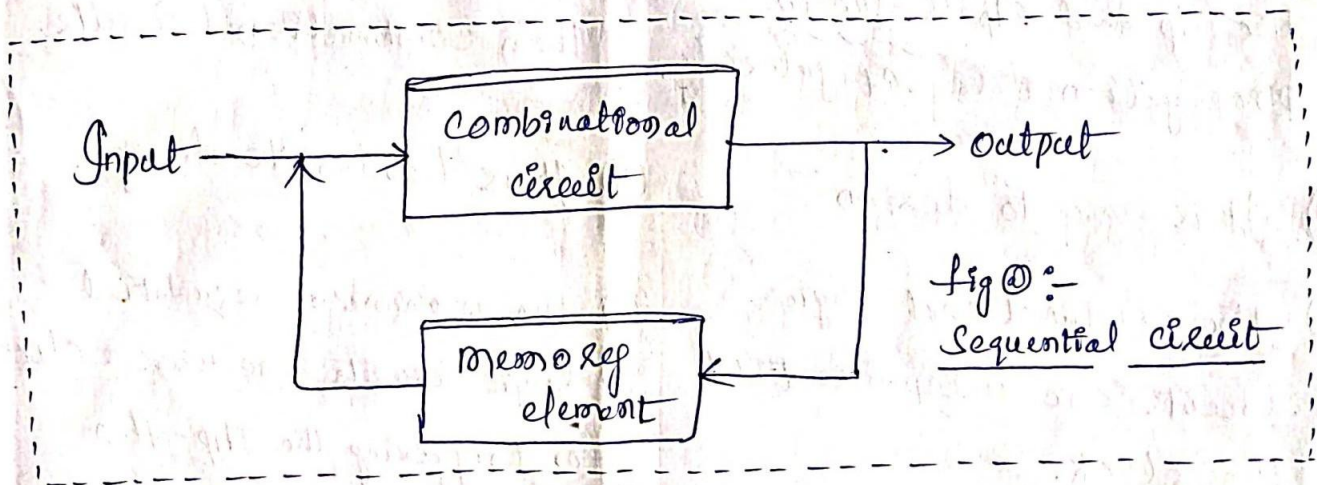 Input
combinational
circuit
output
fig ⓐ :-
Sequential circuit
memory
element